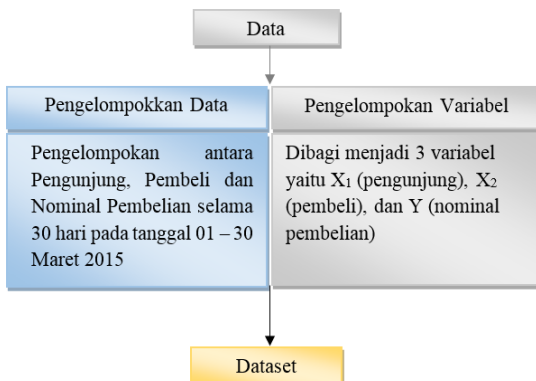 Data
Pengelompokkan Data
Pengelompokan antara
Pengunjung, Pembeli dan
Nominal Pembelian selama
30 hari pada tanggal 01 – 30
Maret 2015
Pengelompokan Variabel
Dibagi menjadi 3 variabel
yaitu X₁ (pengunjung), X₂
(pembeli), dan Y (nominal
pembelian)
Dataset